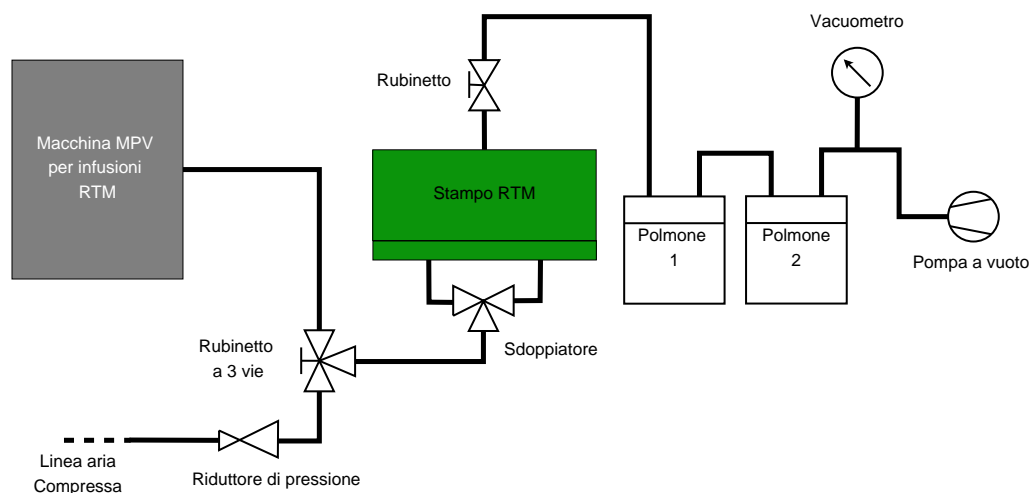 Vacuometro
Rubinetto
Macchina MPV
per infusioni
RTM
Stampo RTM
Polmone
1
Polmone
2
Pompa a vuoto
Rubinetto
a 3 vie
Sdoppiatore
Linea aria
Compressa
Riduttore di pressione